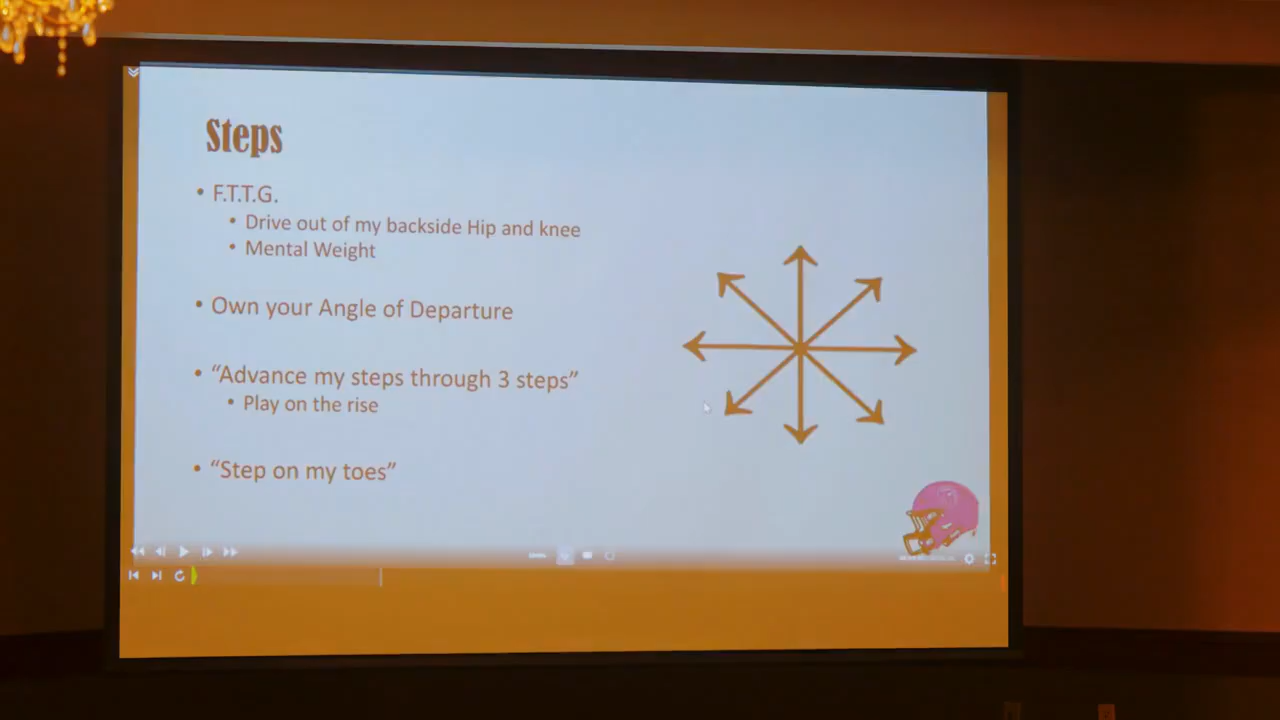 Steps
• F.T.T.G.
• Drive out of my backside Hip and knee
• Mental Weight
• Own your Angle of Departure
• “Advance my steps through 3 steps”
• Play on the rise
• “Step on my toes”